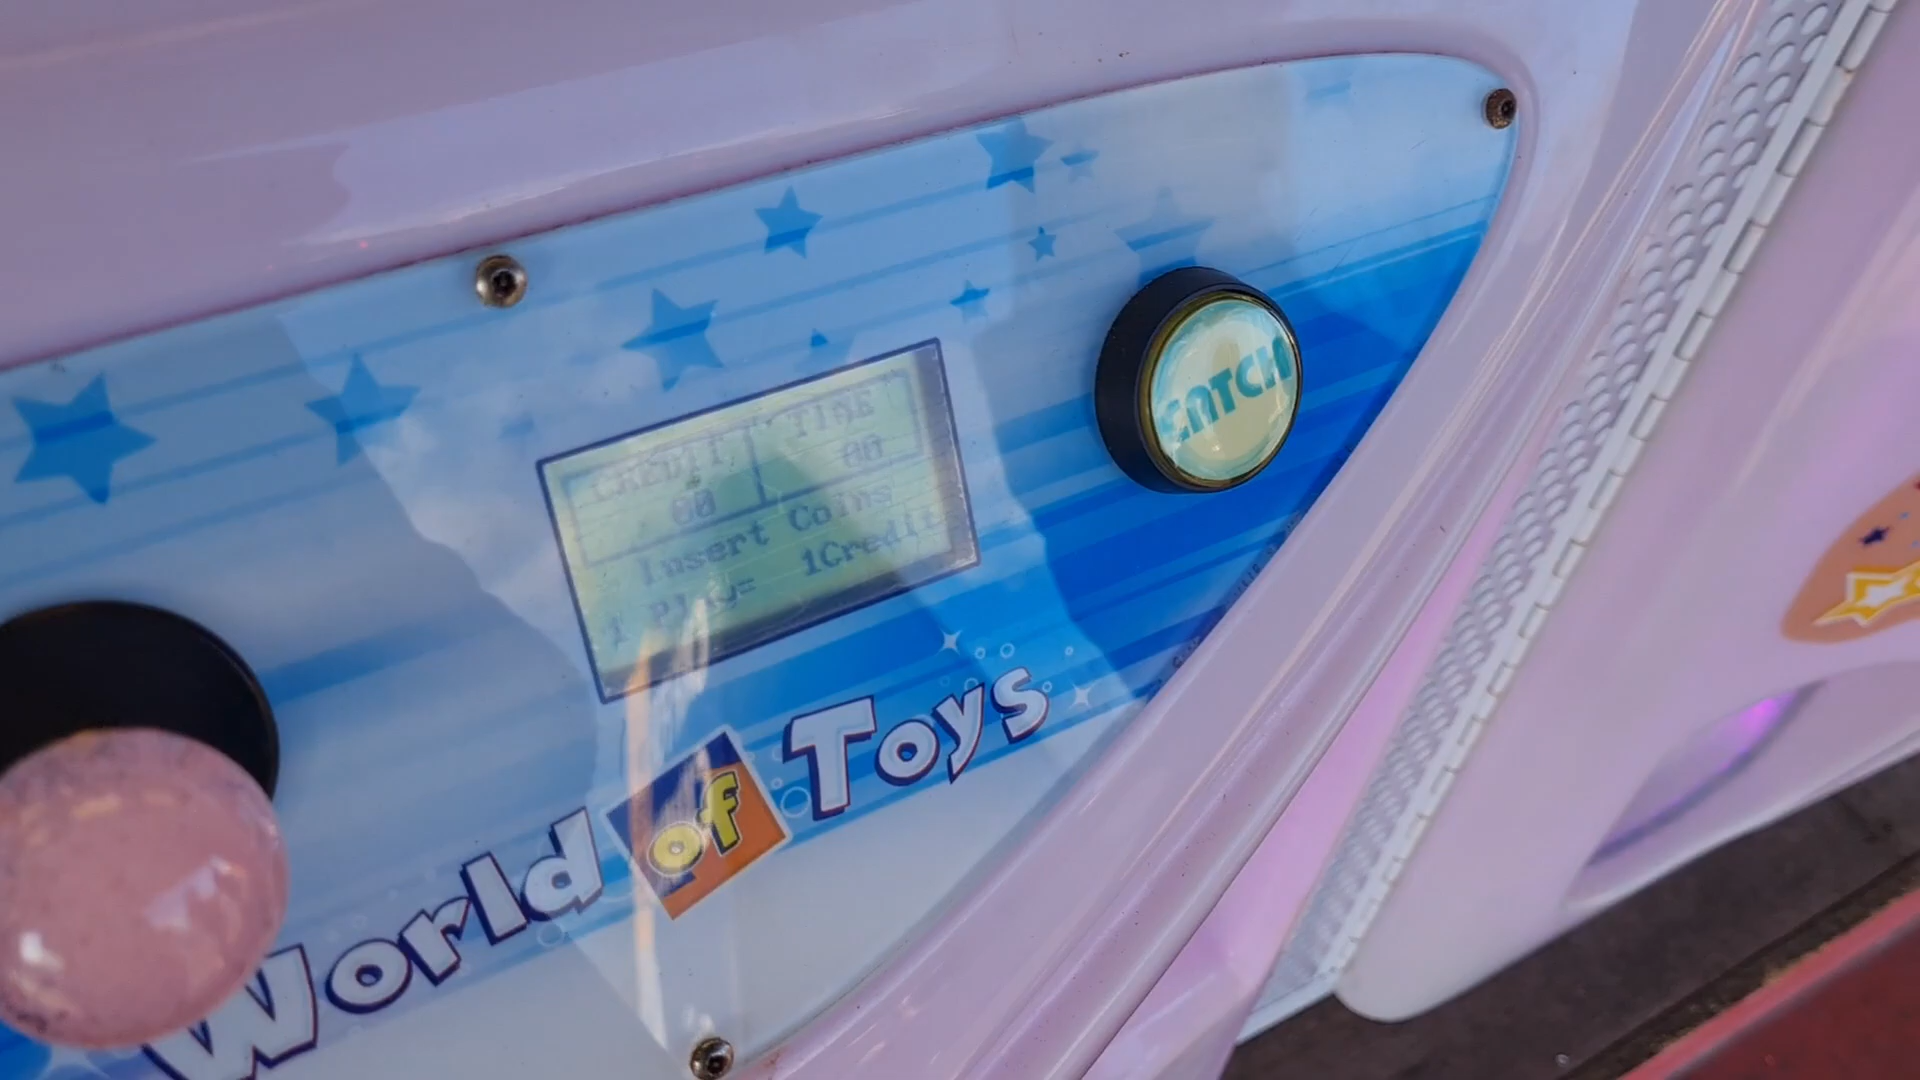 CREDIT TIME
00 00
Insert Coins
1 Play= 1Credit
CATCH
World of Toys